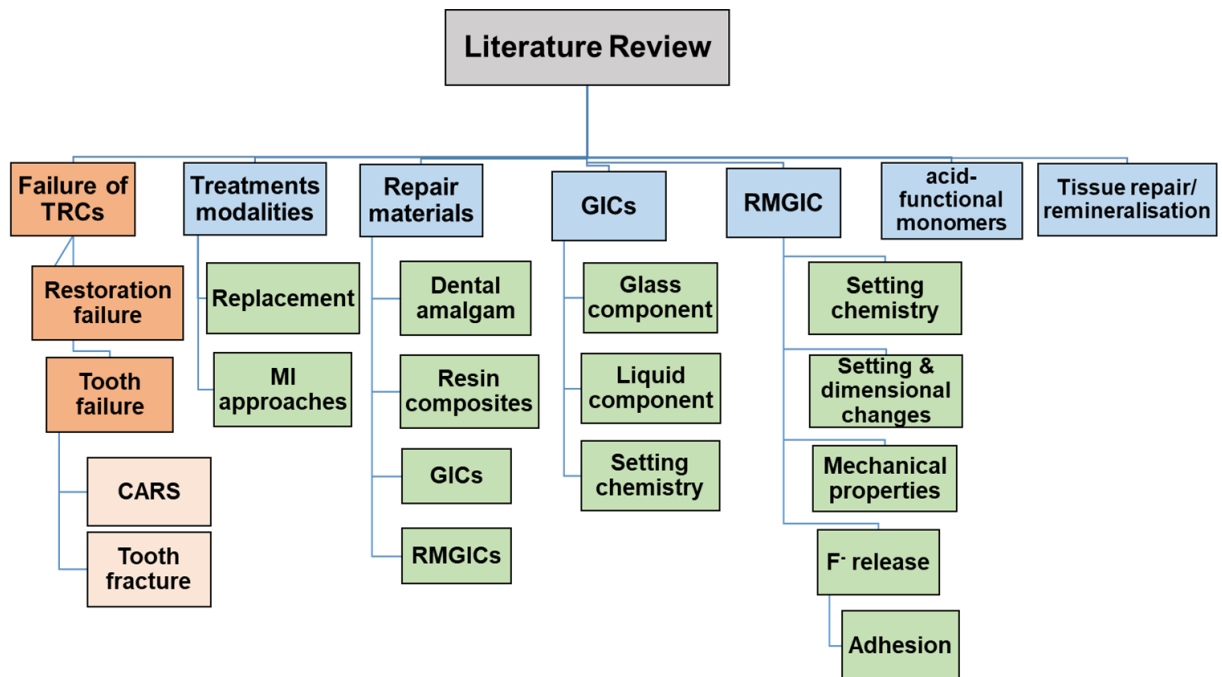 Literature Review
Failure of
TRCs
Restoration
failure
Tooth
failure
CARS
Tooth
fracture
Treatments
modalities
Replacement
MI
approaches
Repair
materials
Dental
amalgam
Resin
composites
GICs
RMGICs
GICs
Glass
component
Liquid
component
Setting
chemistry
RMGIC
Setting
chemistry
Setting &
dimensional
changes
Mechanical
properties
F⁻ release
Adhesion
acid-
functional
monomers
Tissue repair/
remineralisation